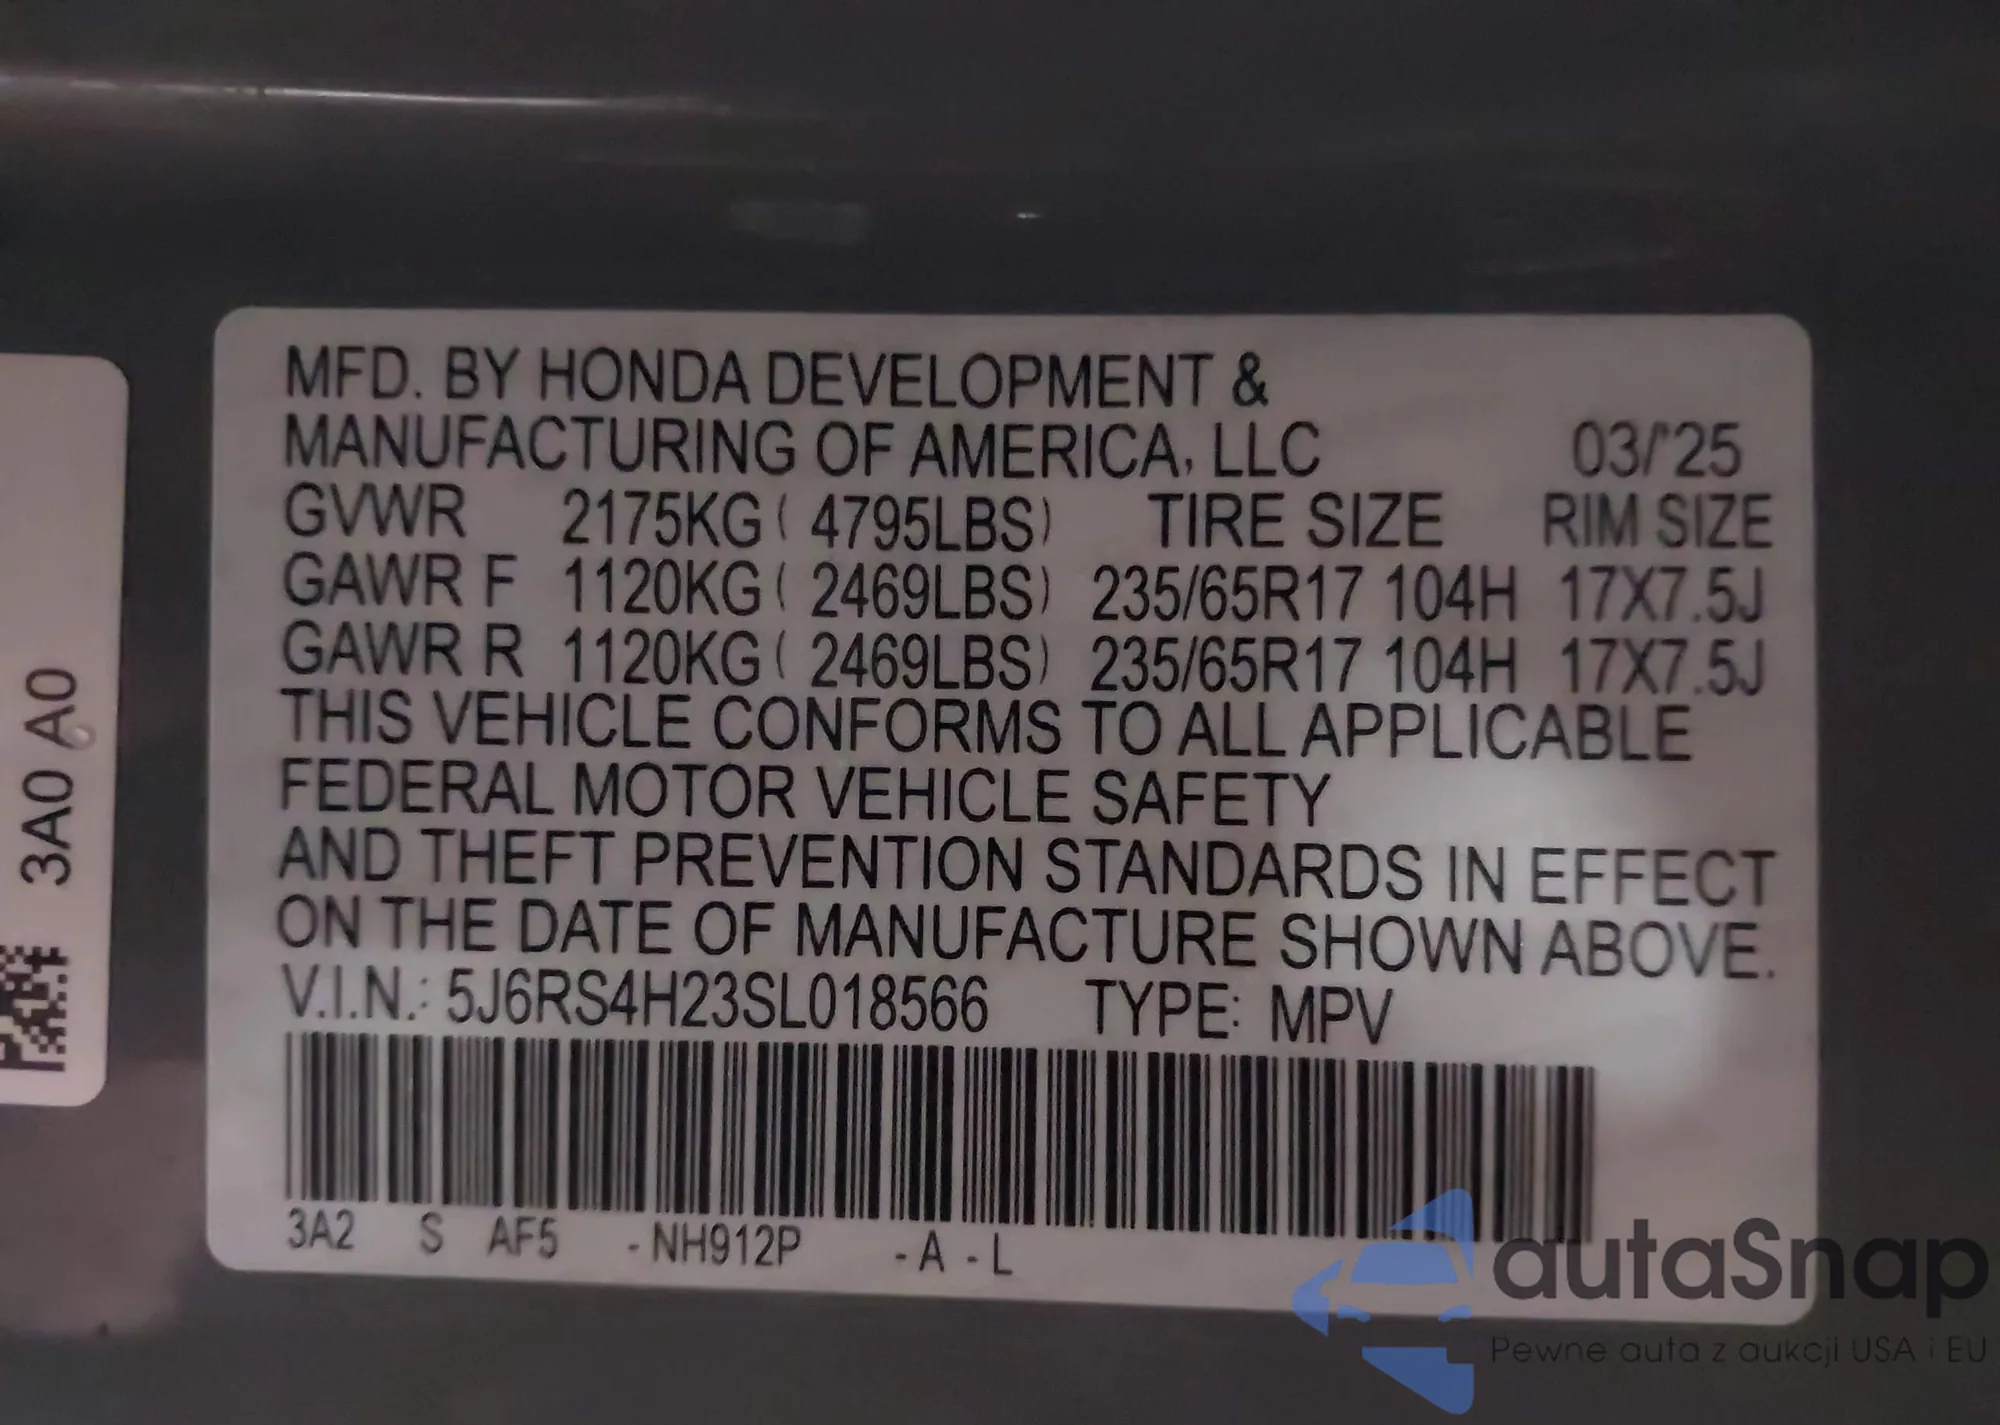 MFD. BY HONDA DEVELOPMENT &
MANUFACTURING OF AMERICA, LLC 03/'25
GVWR 2175KG ( 4795LBS) TIRE SIZE RIM SIZE
GAWR F 1120KG ( 2469LBS) 235/65R17 104H 17X7.5J
GAWR R 1120KG ( 2469LBS) 235/65R17 104H 17X7.5J
THIS VEHICLE CONFORMS TO ALL APPLICABLE
FEDERAL MOTOR VEHICLE SAFETY
AND THEFT PREVENTION STANDARDS IN EFFECT
ON THE DATE OF MANUFACTURE SHOWN ABOVE.
V.I.N.: 5J6RS4H23SL018566 TYPE: MPV
3A2 S AF5 -NH912P -A -L
3A0 A0
autaSnap
Pewne auta z aukcji USA i EU